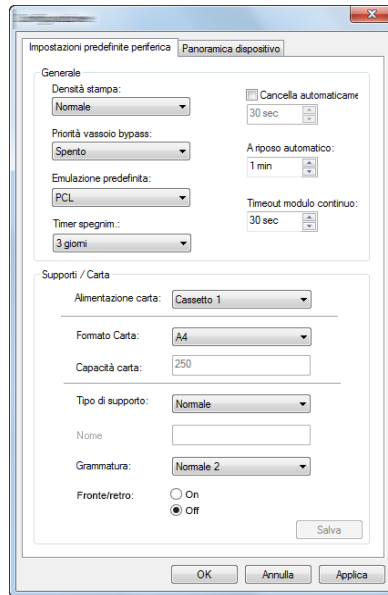 Impostazioni predefinite periferica
Panoramica dispositivo
Generale
Densità stampa:
Normale
Cancella automaticame
30 sec
Priorità vassoio bypass:
Spento
A riposo automatico:
1 min
Emulazione predefinita:
PCL
Timeout modulo continuo:
30 sec
Timer spegnim.:
3 giorni
Supporti / Carta
Alimentazione carta:
Cassetto 1
Formato Carta:
A4
Capacità carta:
250
Tipo di supporto:
Normale
Nome
Grammatura:
Normale 2
Fronte/retro:
On
Off
Salva
OK
Annulla
Applica